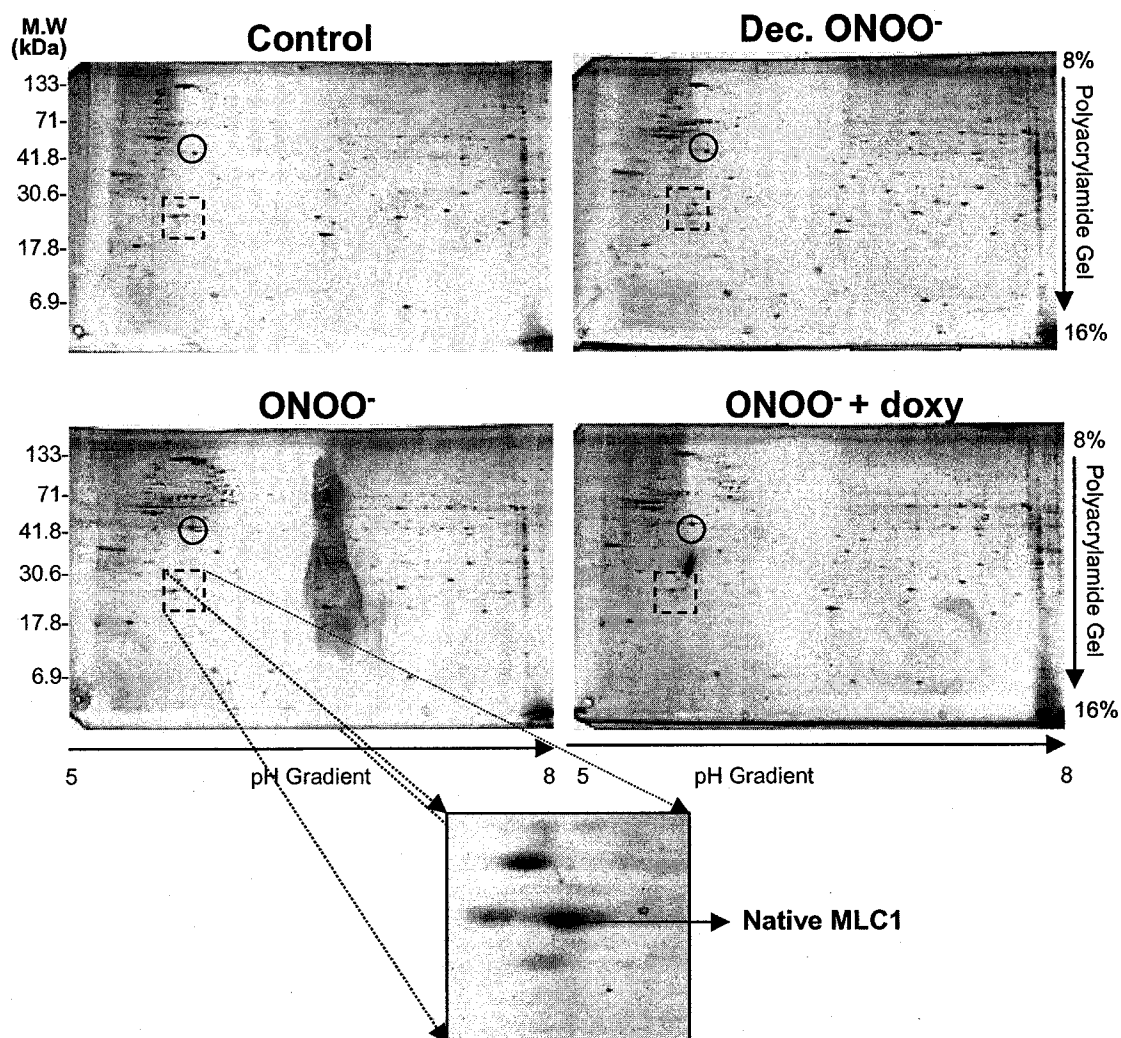 M.W
(kDa)
Control
Dec. ONOO⁻
133-
71-
41.8-
30.6-
17.8-
6.9-
8%
Polyacrylamide Gel
16%
ONOO⁻
ONOO⁻ + doxy
133-
71-
41.8-
30.6-
17.8-
6.9-
8%
Polyacrylamide Gel
16%
5
pH Gradient
8
5
pH Gradient
8
Native MLC1